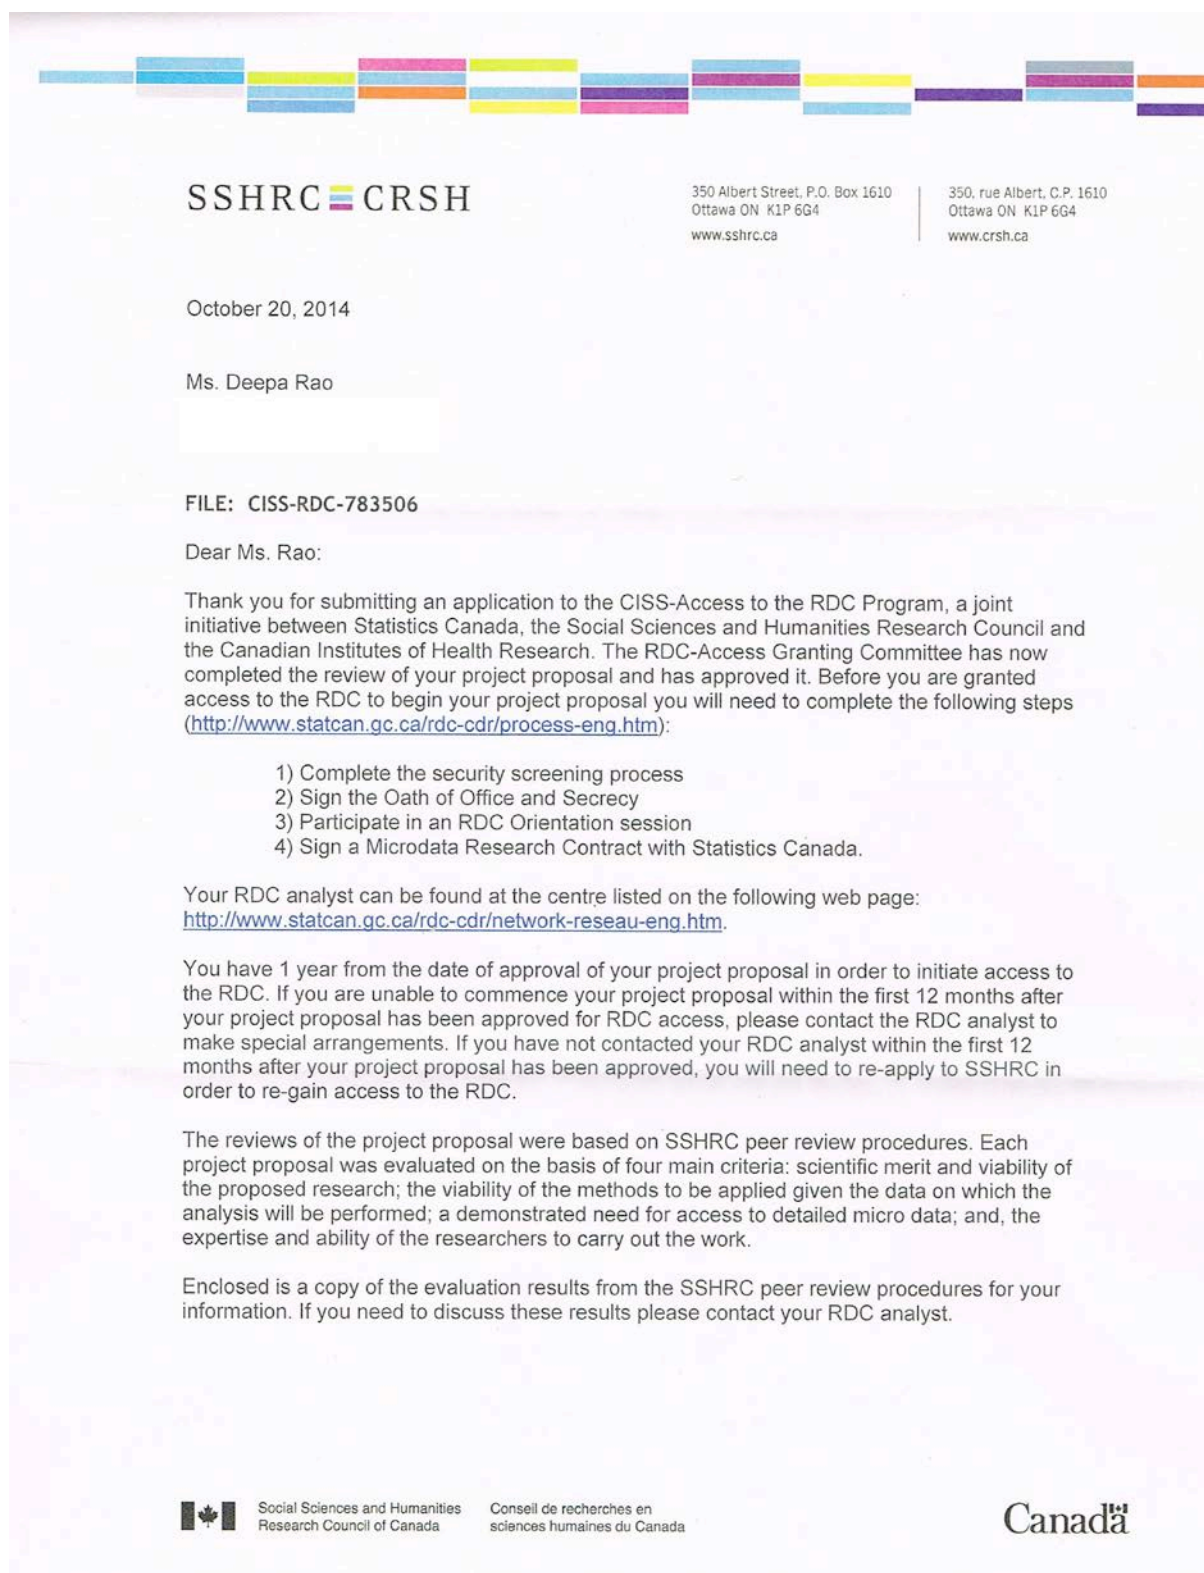 SSHRC CRSH
350 Albert Street, P.O. Box 1610
Ottawa ON K1P 6G4
www.sshrc.ca
350, rue Albert, C.P. 1610
Ottawa ON K1P 6G4
www.crsh.ca
October 20, 2014
Ms. Deepa Rao
FILE: CISS-RDC-783506
Dear Ms. Rao:
Thank you for submitting an application to the CISS-Access to the RDC Program, a joint
initiative between Statistics Canada, the Social Sciences and Humanities Research Council and
the Canadian Institutes of Health Research. The RDC-Access Granting Committee has now
completed the review of your project proposal and has approved it. Before you are granted
access to the RDC to begin your project proposal you will need to complete the following steps
(http://www.statcan.gc.ca/rdc-cdr/process-eng.htm):
1) Complete the security screening process
2) Sign the Oath of Office and Secrecy
3) Participate in an RDC Orientation session
4) Sign a Microdata Research Contract with Statistics Canada.
Your RDC analyst can be found at the centre listed on the following web page:
http://www.statcan.gc.ca/rdc-cdr/network-reseau-eng.htm.
You have 1 year from the date of approval of your project proposal in order to initiate access to
the RDC. If you are unable to commence your project proposal within the first 12 months after
your project proposal has been approved for RDC access, please contact the RDC analyst to
make special arrangements. If you have not contacted your RDC analyst within the first 12
months after your project proposal has been approved, you will need to re-apply to SSHRC in
order to re-gain access to the RDC.
The reviews of the project proposal were based on SSHRC peer review procedures. Each
project proposal was evaluated on the basis of four main criteria: scientific merit and viability of
the proposed research; the viability of the methods to be applied given the data on which the
analysis will be performed; a demonstrated need for access to detailed micro data; and, the
expertise and ability of the researchers to carry out the work.
Enclosed is a copy of the evaluation results from the SSHRC peer review procedures for your
information. If you need to discuss these results please contact your RDC analyst.
Social Sciences and Humanities
Research Council of Canada
Conseil de recherches en
sciences humaines du Canada
Canada